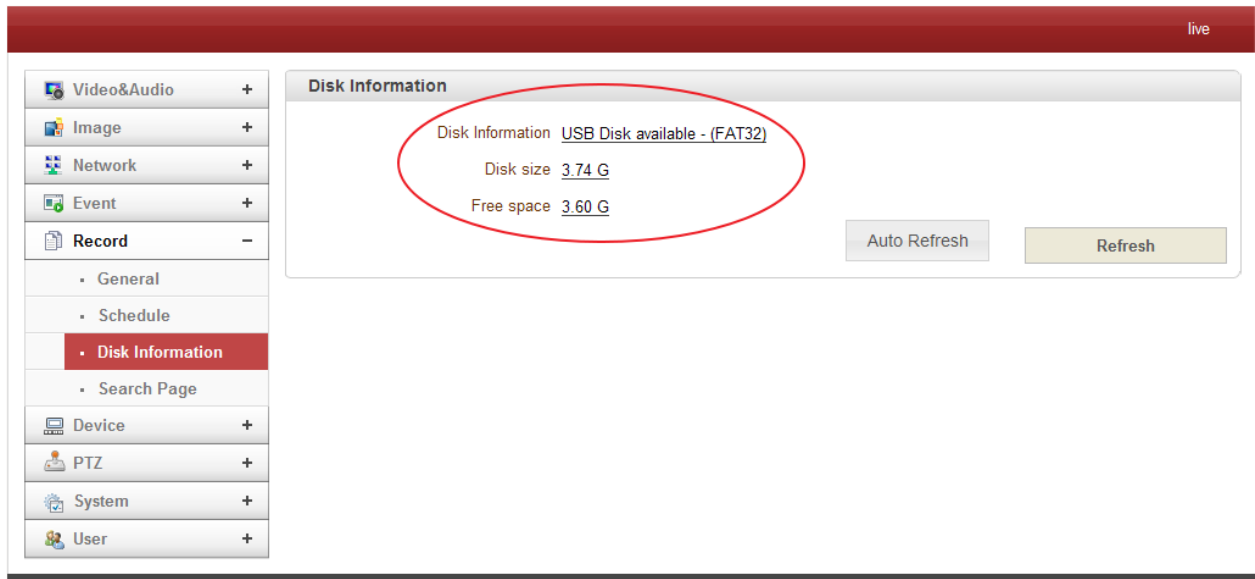 live
Video&Audio +
Image +
Network +
Event +
Record –
General
Schedule
Disk Information
Search Page
Device +
PTZ +
System +
User +
Disk Information
Disk Information USB Disk available - (FAT32)
Disk size 3.74 G
Free space 3.60 G
Auto Refresh Refresh